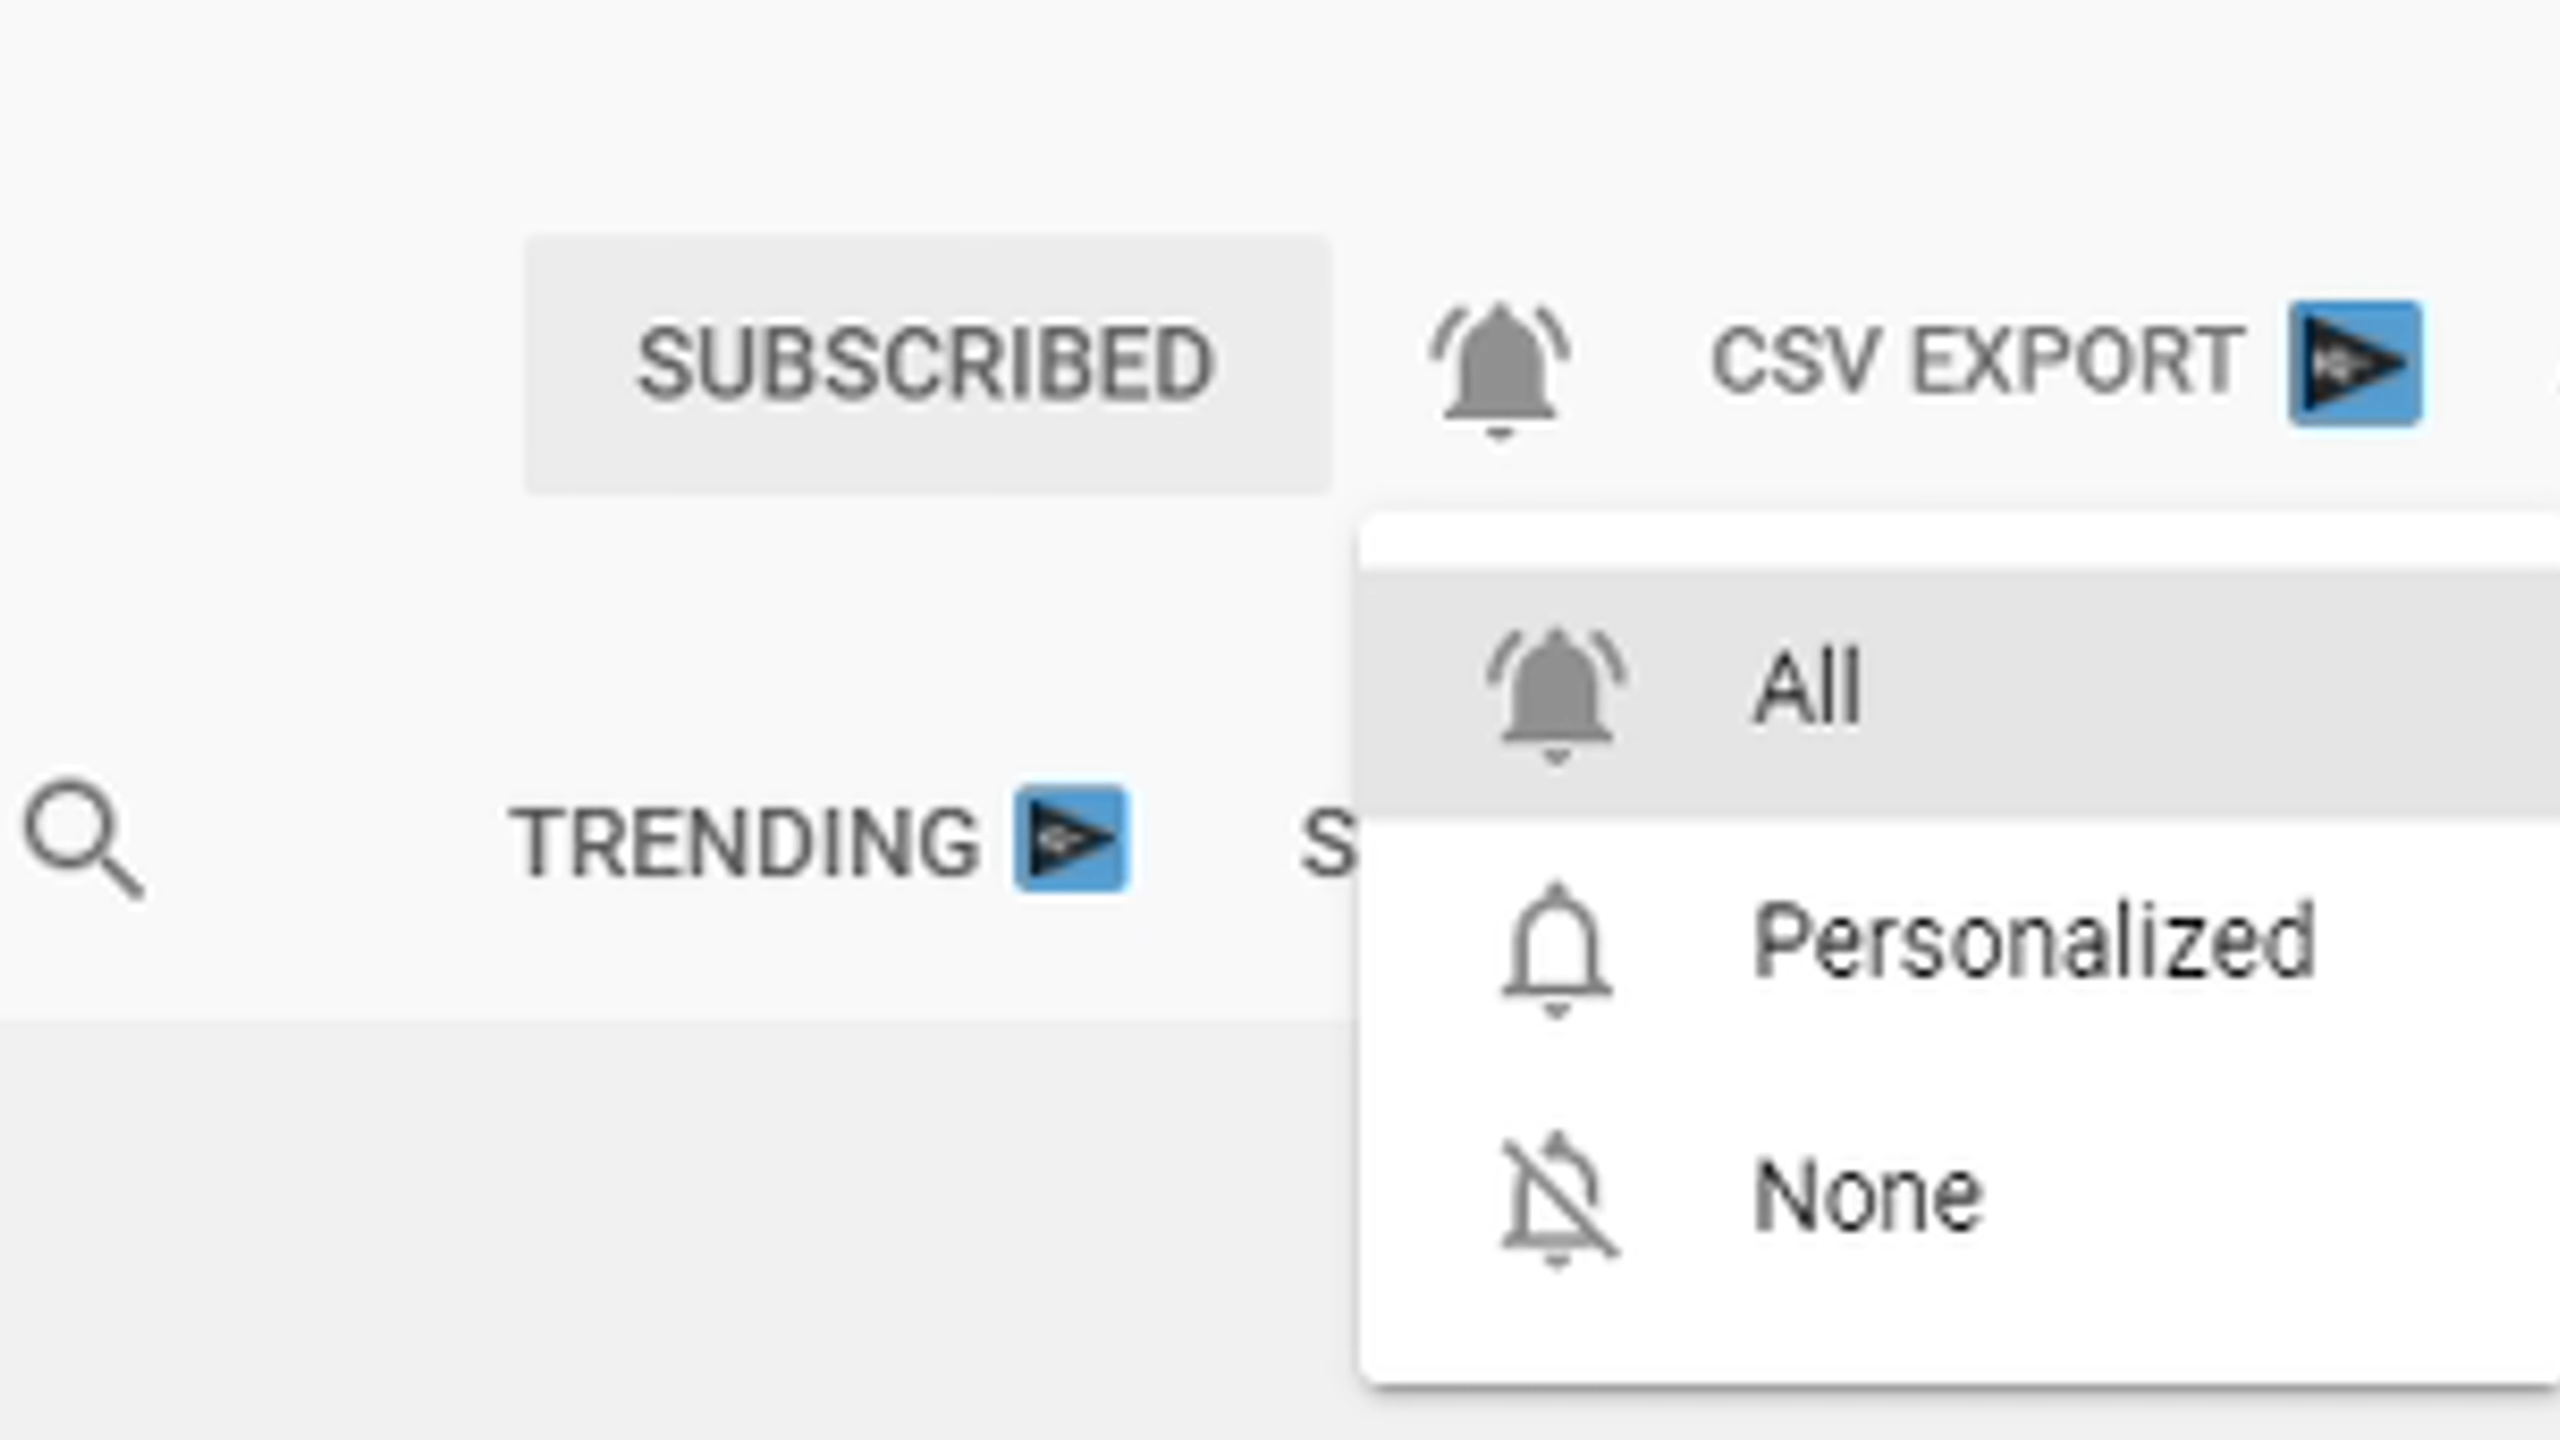 SUBSCRIBED
CSV EXPORT
All
TRENDING
S
Personalized
None